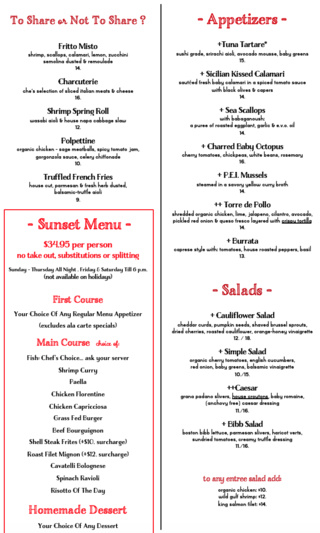 To Share or Not To Share ?
Fritto Misto
shrimp, scallops, calamari, lemon, zucchini
semolina dusted & remoulade
14.
Charcuterie
che's selection of sliced italian meats & cheese
16.
Shrimp Spring Roll
wasabi aioli & house napa cabbage slaw
12.
Folpettine
organic chicken - sage meatballs, spicy tomato jam,
gorgonzola sauce, celery chiffonade
10.
Truffled French Fries
house cut, parmesan & fresh herb dusted,
balsamic-truffle aioli
9.
- Sunset Menu -
$34.95 per person
no take out, substitutions or splitting
Sunday - Thursday All Night . Friday & Saturday Till 6 p.m.
(not available on holidays)
First Course
Your Choice Of Any Regular Menu Appetizer
(excludes ala carte specials)
Main Course choice of:
Fish: Chef's Choice.. ask your server
Shrimp Curry
Paella
Chicken Florentine
Chicken Capricciosa
Grass Fed Burger
Beef Bourguignon
Shell Steak Frites (+$10. surcharge)
Roast Filet Mignon (+$12. surcharge)
Cavatelli Bolognese
Spinach Ravioli
Risotto Of The Day
Homemade Dessert
Your Choice Of Any Dessert
- Appetizers -
+Tuna Tartare*
sushi grade, sriracha aioli, avocado mousse, baby greens
15.
+ Sicilian Kissed Calamari
sautéed fresh baby calamari in a spiced tomato sauce
with black olives & capers
14.
+ Sea Scallops
with babaganoush;
a puree of roasted eggplant, garlic & e.v.o. oil
14.
+ Charred Baby Octopus
cherry tomatoes, chickpeas, white beans, rosemary
16.
+ P.E.I. Mussels
steamed in a savory yellow curry broth
14.
++ Torre de Follo
shredded organic chicken, lime, jalapeno, cilantro, avocado,
pickled red onion & queso fresco layered with crispy tortilla
14.
+ Burrata
caprese style with: tomatoes, house roasted peppers, basil
13.
- Salads -
+ Cauliflower Salad
cheddar curds, pumpkin seeds, shaved brussel sprouts,
dried cherries, roasted cauliflower, orange-honey vinaigrette
12. / 18.
+ Simple Salad
organic cherry tomatoes, english cucumbers,
red onion, baby greens, balsamic vinaigrette
10./15.
++Caesar
grana padano slivers, house croutons, baby romaine,
(anchovy free) caesar dressing
11./16.
+ Bibb Salad
boston bibb lettuce, parmesan slivers, haricot verts,
sundried tomatoes, creamy truffle dressing
11./16.
to any entree salad add:
organic chicken: +10.
wild gulf shrimp: +12.
king salmon filet: +14.